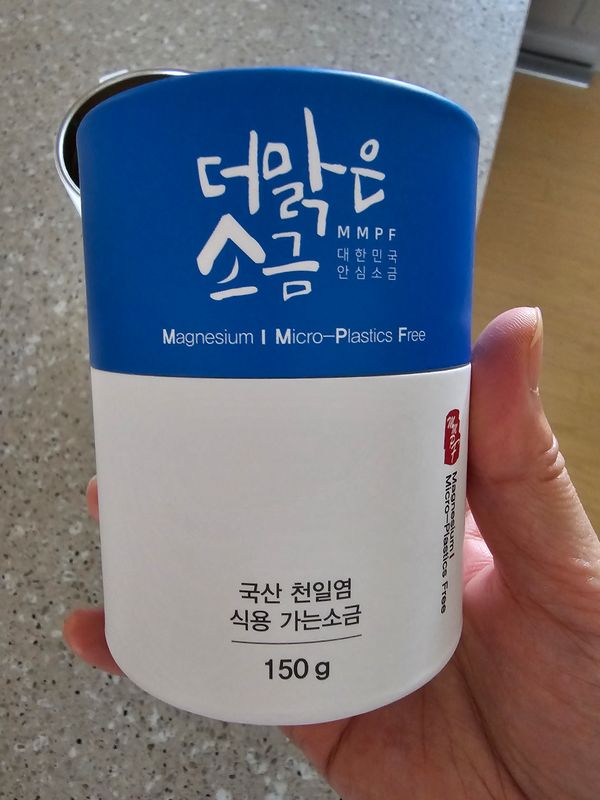 더맑은
소금
MMPF
대한민국
안심소금
Magnesium | Micro-Plastics Free
Magnesium |
Micro-Plastics Free
국산 천일염
식용 가는소금
150g